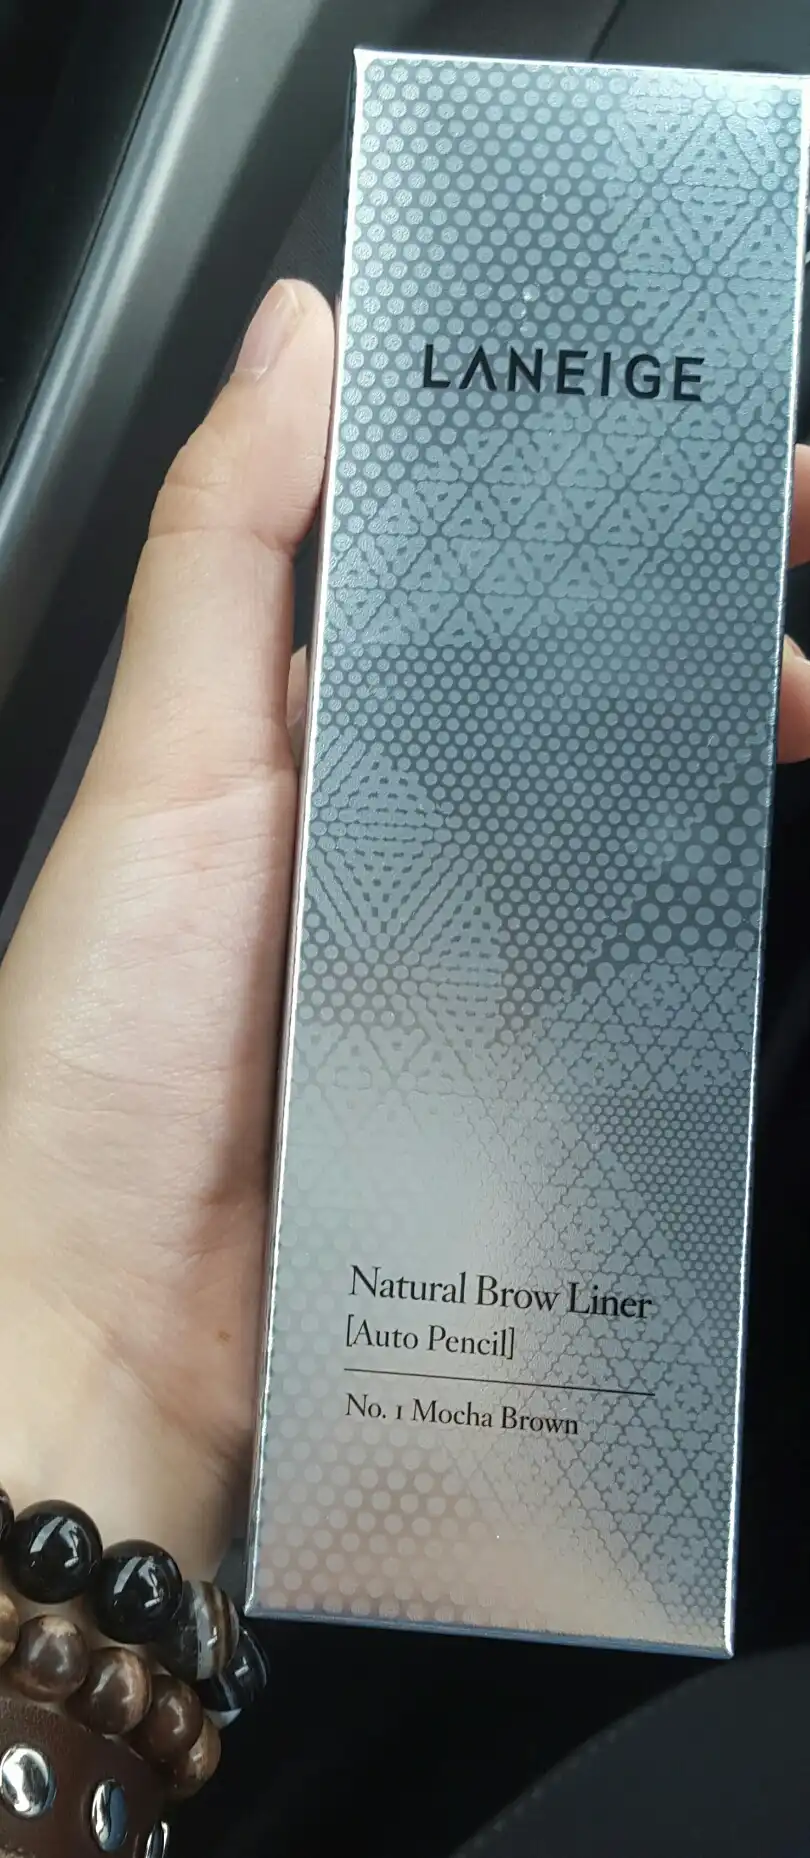 LANEIGE
Natural Brow Liner
[Auto Pencil]
No. 1 Mocha Brown